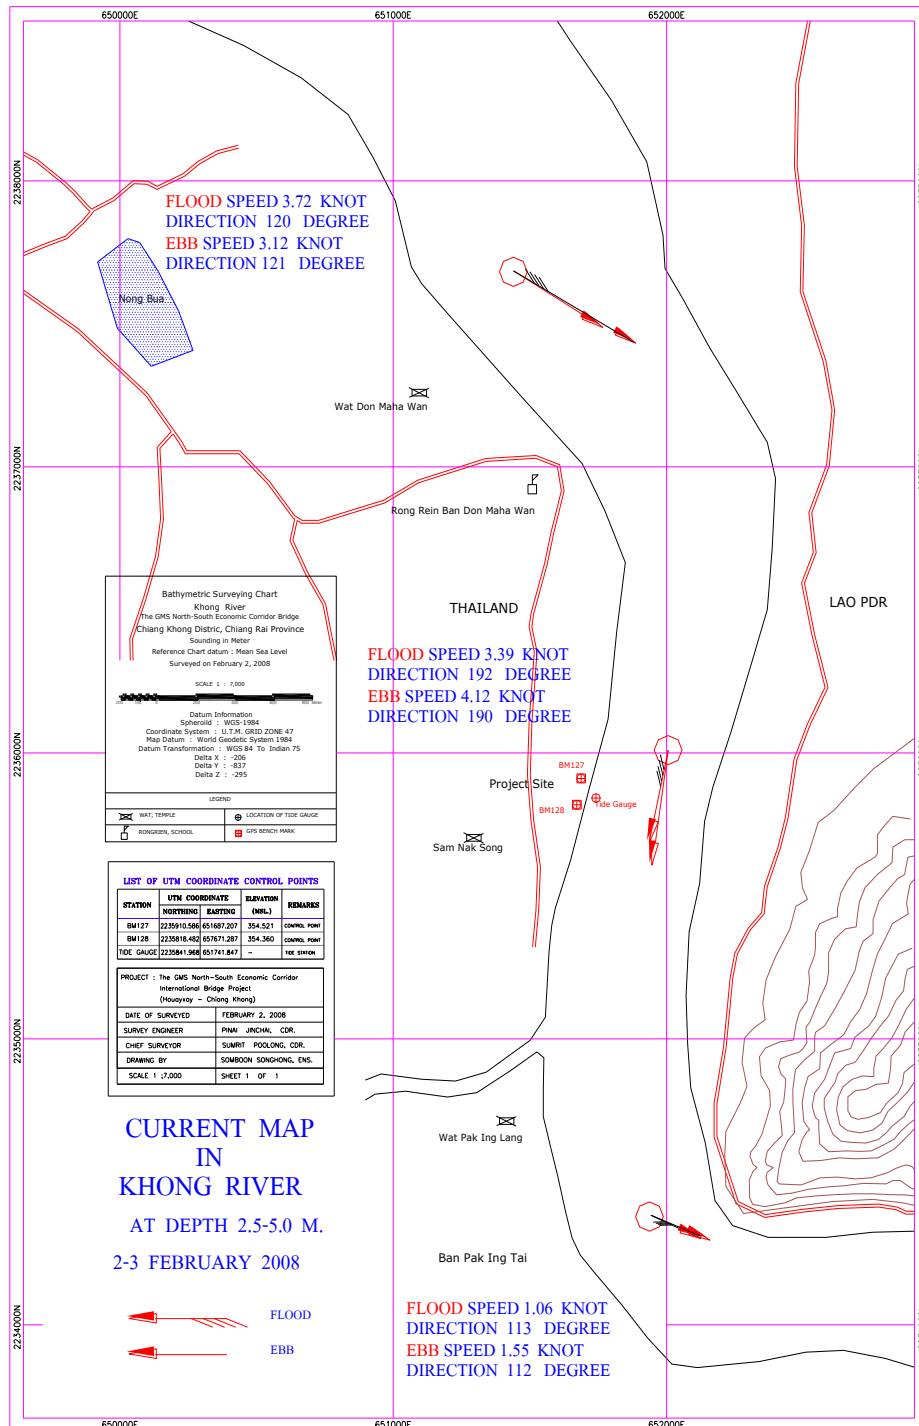 650000E
651000E
652000E
2238000N
FLOOD SPEED 3.72 KNOT
DIRECTION 120 DEGREE
EBB SPEED 3.12 KNOT
DIRECTION 121 DEGREE
Nong Bua
Wat Don Maha Wan
2237000N
Rong Rein Ban Don Maha Wan
THAILAND
LAO PDR
FLOOD SPEED 3.39 KNOT
DIRECTION 192 DEGREE
EBB SPEED 4.12 KNOT
DIRECTION 190 DEGREE
2236000N
BM127
Project Site
BM128
Tide Gauge
Sam Nak Song
Bathymetric Surveying Chart
Khong River
The GMS North-South Economic Corridor Bridge
Chiang Khong Distric, Chiang Rai Province
Sounding in Meter
Reference Chart datum : Mean Sea Level
Surveyed on February 2, 2008
SCALE 1 : 7,000
Datum Information
Spheroild : WGS-1984
Coordinate System : U.T.M. GRID ZONE 47
Map Datum : World Geodetic System 1984
Datum Transformation : WGS 84 To Indian 75
Delta X : -206
Delta Y : -837
Delta Z : -295
LEGEND
WAT, TEMPLE
LOCATION OF TIDE GAUGE
RONGRIEN, SCHOOL
GPS BENCH MARK
LIST OF UTM COORDINATE CONTROL POINTS
STATION UTM COORDINATE ELEVATION REMARKS
NORTHING EASTING (MSL.)
BM127 2235910.586 651687.207 354.521 CONTROL POINT
BM128 2235818.482 657671.287 354.360 CONTROL POINT
TIDE GAUGE 2235841.968 651741.847 – TIDE STATION
PROJECT : The GMS North-South Economic Corridor
International Bridge Project
(Houayxay - Chiang Khong)
DATE OF SURVEYED FEBRUARY 2, 2008
SURVEY ENGINEER PINAI JINCHAI, CDR.
CHIEF SURVEYOR SUMRIT POOLONG, CDR.
DRAWING BY SOMBOON SONGHONG, ENS.
SCALE 1 :7,000 SHEET 1 OF 1
2235000N
CURRENT MAP
IN
KHONG RIVER
AT DEPTH 2.5-5.0 M.
2-3 FEBRUARY 2008
FLOOD
EBB
Wat Pak Ing Lang
Ban Pak Ing Tai
FLOOD SPEED 1.06 KNOT
DIRECTION 113 DEGREE
EBB SPEED 1.55 KNOT
DIRECTION 112 DEGREE
2234000N
650000E
651000E
652000E